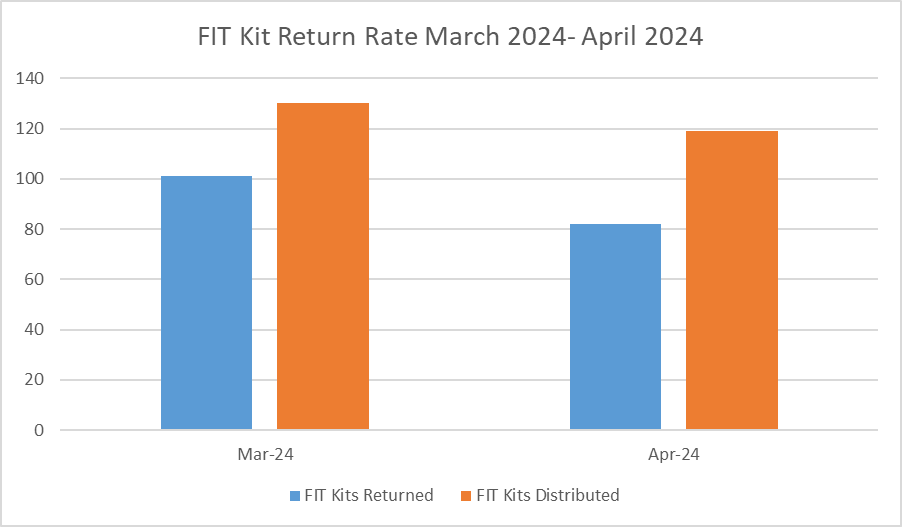 FIT Kit Return Rate March 2024- April 2024
140
120
100
80
60
40
20
0
Mar-24 Apr-24
FIT Kits Returned FIT Kits Distributed